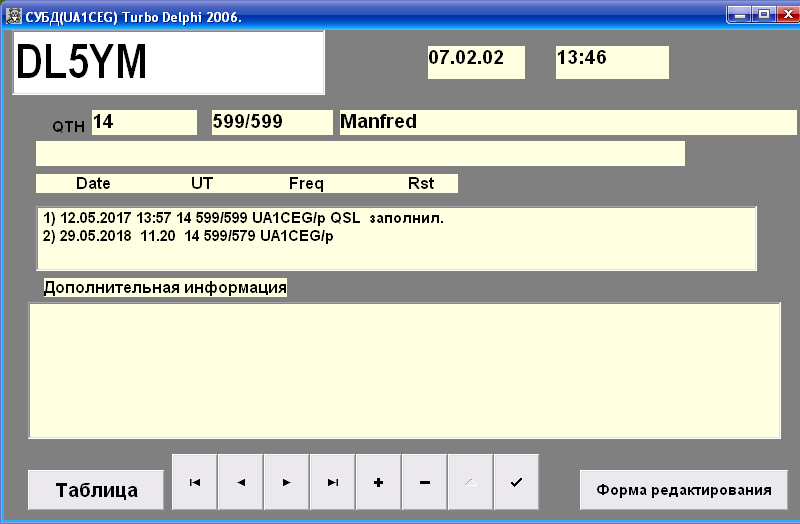 СУБД(UA1CEG) Turbo Delphi 2006.
DL5YM
07.02.02 13:46
QTH 14 599/599 Manfred
Date UT Freq Rst
1) 12.05.2017 13:57 14 599/599 UA1CEG/p QSL заполнил.
2) 29.05.2018 11.20 14 599/579 UA1CEG/p
Дополнительная информация
Таблица
Форма редактирования